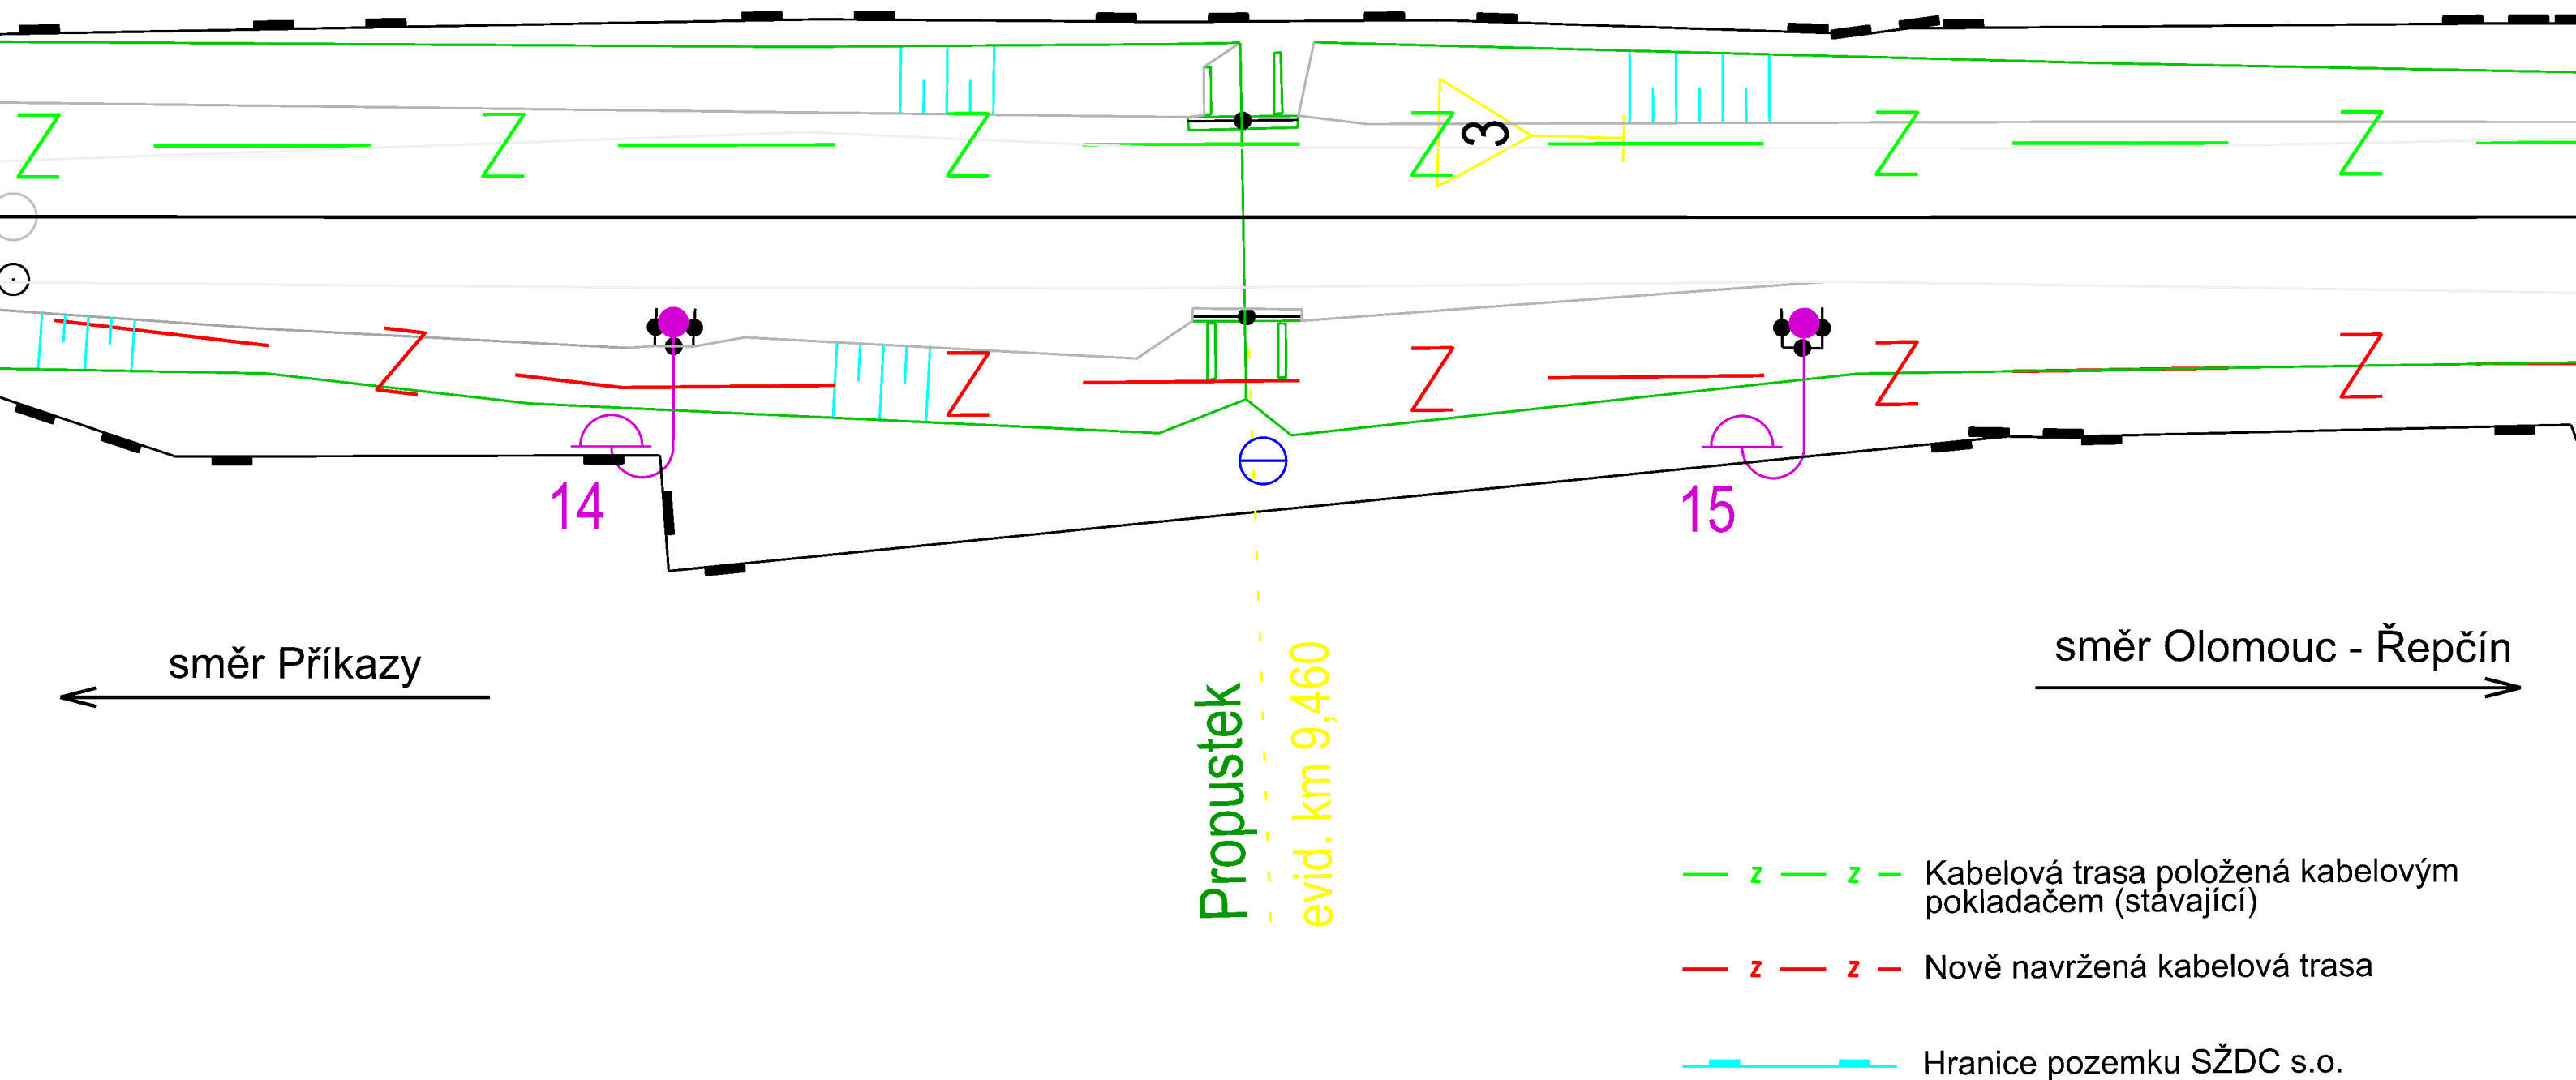 Z Z Z Z Z Z
3
Z Z Z Z Z
14
15
směr Příkazy
směr Olomouc - Řepčín
Propustek
evid. km 9,460
z z Kabelová trasa položená kabelovým
pokladačem (stávající)
z z Nově navržená kabelová trasa
Hranice pozemku SŽDC s.o.